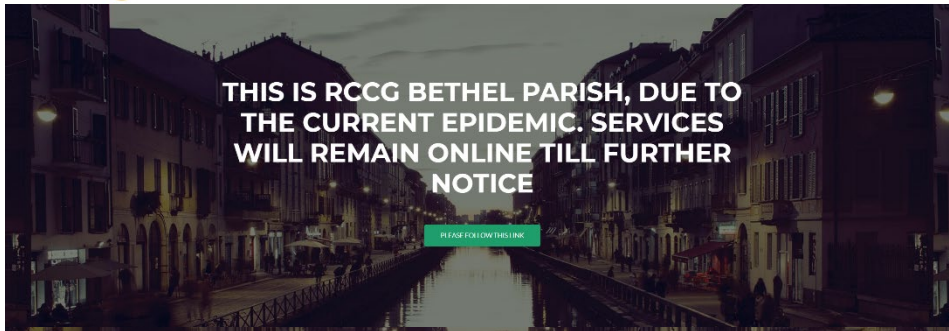 THIS IS RCCG BETHEL PARISH, DUE TO
THE CURRENT EPIDEMIC. SERVICES
WILL REMAIN ONLINE TILL FURTHER
NOTICE
PLEASE FOLLOW THIS LINK